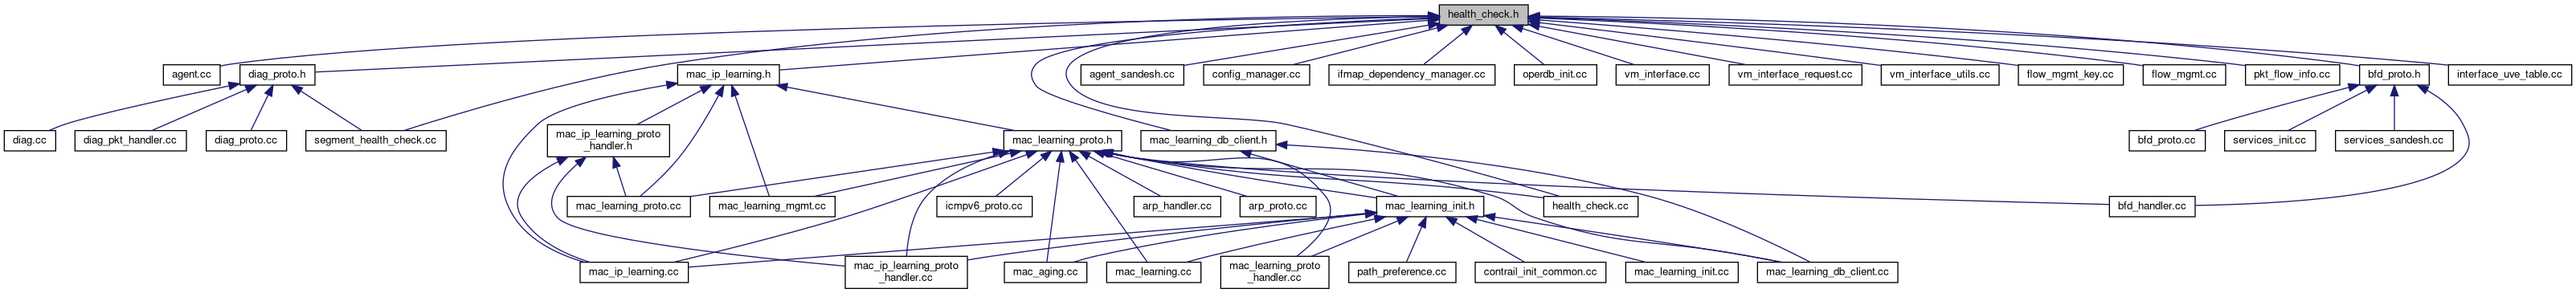 health_check.h
agent.cc
diag_proto.h
mac_ip_learning.h
agent_sandesh.cc
config_manager.cc
ifmap_dependency_manager.cc
operdb_init.cc
vm_interface.cc
vm_interface_request.cc
vm_interface_utils.cc
flow_mgmt_key.cc
flow_mgmt.cc
pkt_flow_info.cc
bfd_proto.h
interface_uve_table.cc
diag.cc
diag_pkt_handler.cc
diag_proto.cc
segment_health_check.cc
mac_ip_learning_proto
_handler.h
mac_learning_proto.h
mac_learning_db_client.h
bfd_proto.cc
services_init.cc
services_sandesh.cc
mac_learning_proto.cc
mac_learning_mgmt.cc
icmpv6_proto.cc
arp_handler.cc
arp_proto.cc
mac_learning_init.h
health_check.cc
bfd_handler.cc
mac_ip_learning.cc
mac_ip_learning_proto
_handler.cc
mac_aging.cc
mac_learning.cc
mac_learning_proto
_handler.cc
path_preference.cc
contrail_init_common.cc
mac_learning_init.cc
mac_learning_db_client.cc